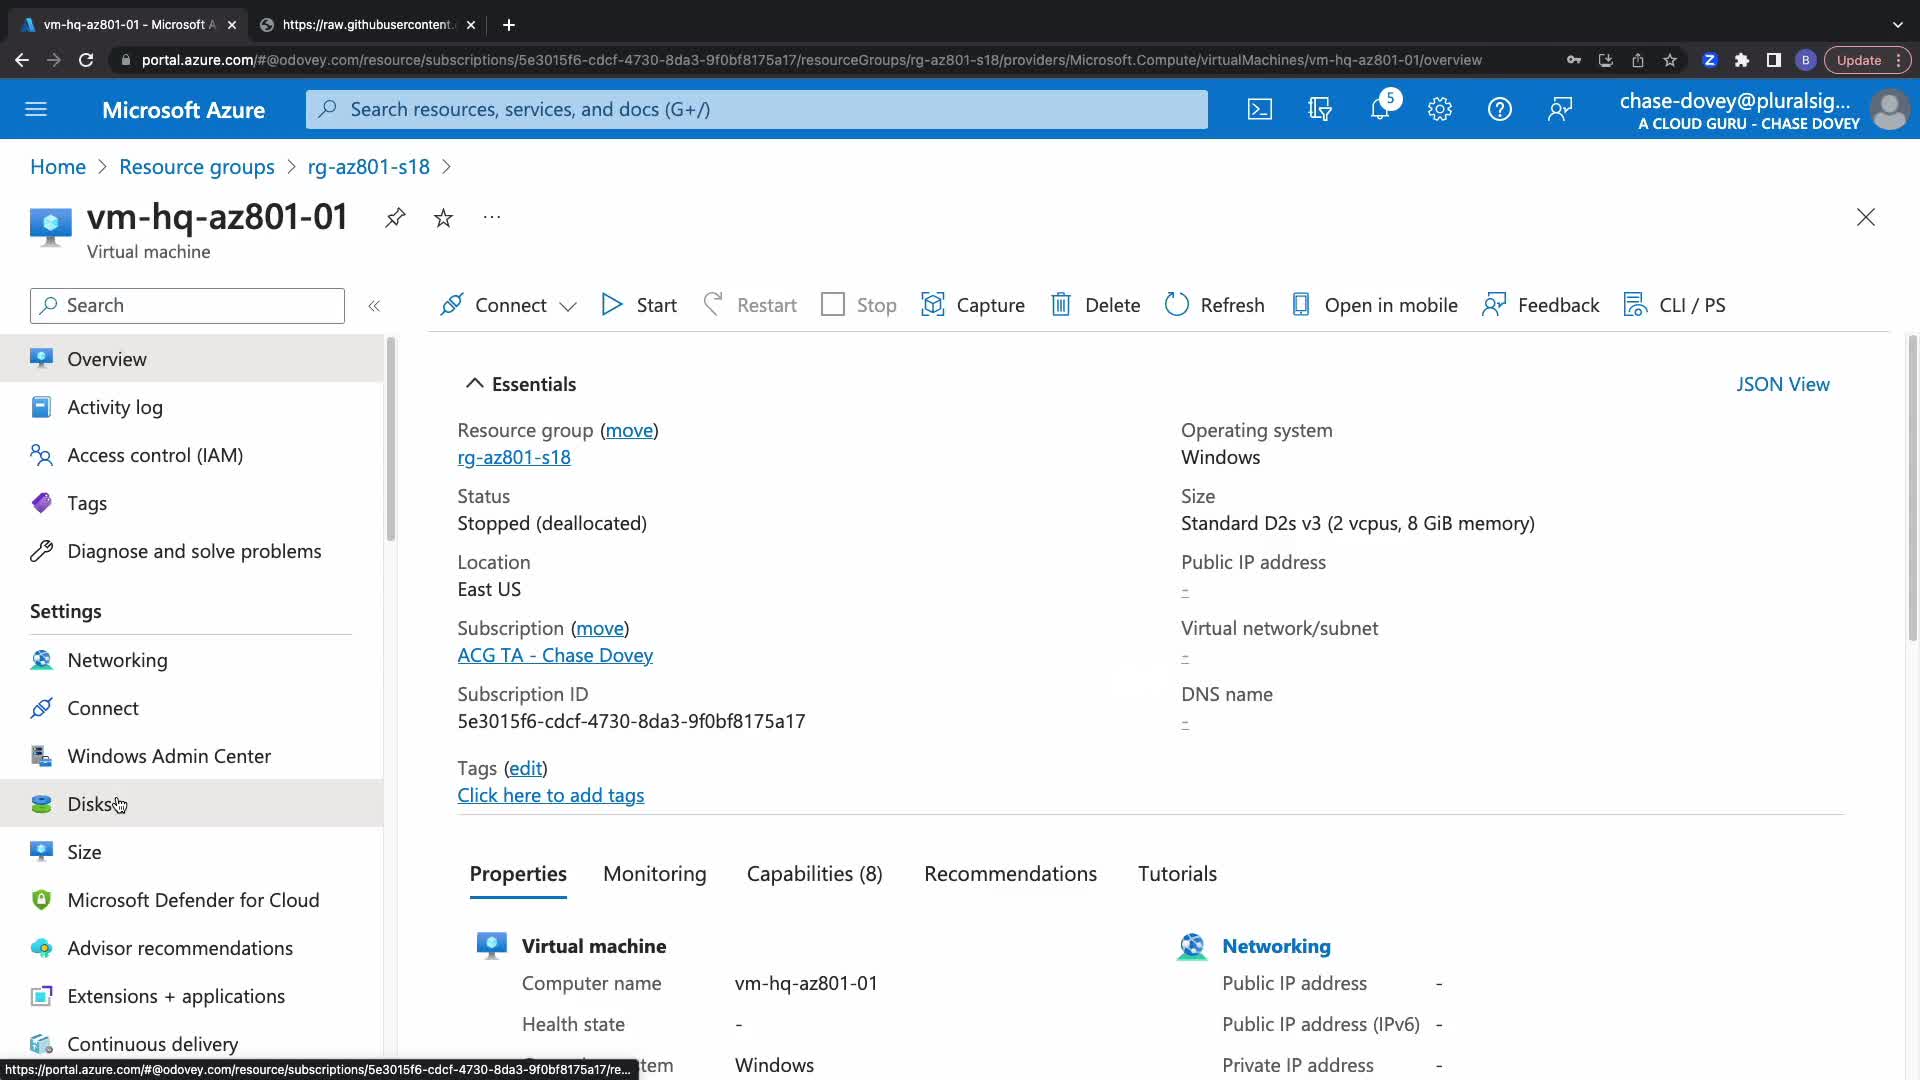 vm-hq-az801-01 - Microsoft A
https://raw.githubusercontent.
portal.azure.com/#@odovey.com/resource/subscriptions/5e3015f6-cdcf-4730-8da3-9f0bf8175a17/resourceGroups/rg-az801-s18/providers/Microsoft.Compute/virtualMachines/vm-hq-az801-01/overview
Z
B
Update
Microsoft Azure
Search resources, services, and docs (G+/)
5
chase-dovey@pluralsig...
A CLOUD GURU - CHASE DOVEY
Home > Resource groups > rg-az801-s18 >
vm-hq-az801-01
Virtual machine
Search
Connect
Start
Restart
Stop
Capture
Delete
Refresh
Open in mobile
Feedback
CLI / PS
Overview
Activity log
Access control (IAM)
Tags
Diagnose and solve problems
Settings
Networking
Connect
Windows Admin Center
Disks
Size
Microsoft Defender for Cloud
Advisor recommendations
Extensions + applications
Continuous delivery
Essentials
JSON View
Resource group (move)
rg-az801-s18
Status
Stopped (deallocated)
Location
East US
Subscription (move)
ACG TA - Chase Dovey
Subscription ID
5e3015f6-cdcf-4730-8da3-9f0bf8175a17
Tags (edit)
Click here to add tags
Operating system
Windows
Size
Standard D2s v3 (2 vcpus, 8 GiB memory)
Public IP address
-
Virtual network/subnet
-
DNS name
-
Properties
Monitoring
Capabilities (8)
Recommendations
Tutorials
Virtual machine
Computer name vm-hq-az801-01
Health state -
Windows
Networking
Public IP address -
Public IP address (IPv6) -
Private IP address -
https://portal.azure.com/#@odovey.com/resource/subscriptions/5e3015f6-cdcf-4730-8da3-9f0bf8175a17/re...